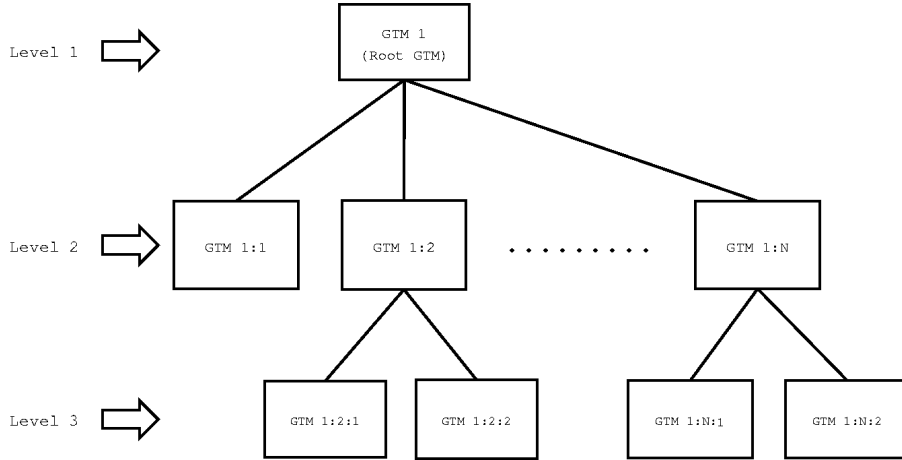 GTM 1
(Root GTM)
Level 1
Level 2
GTM 1:1
GTM 1:2
.........
GTM 1:N
Level 3
GTM 1:2:1
GTM 1:2:2
GTM 1:N:1
GTM 1:N:2